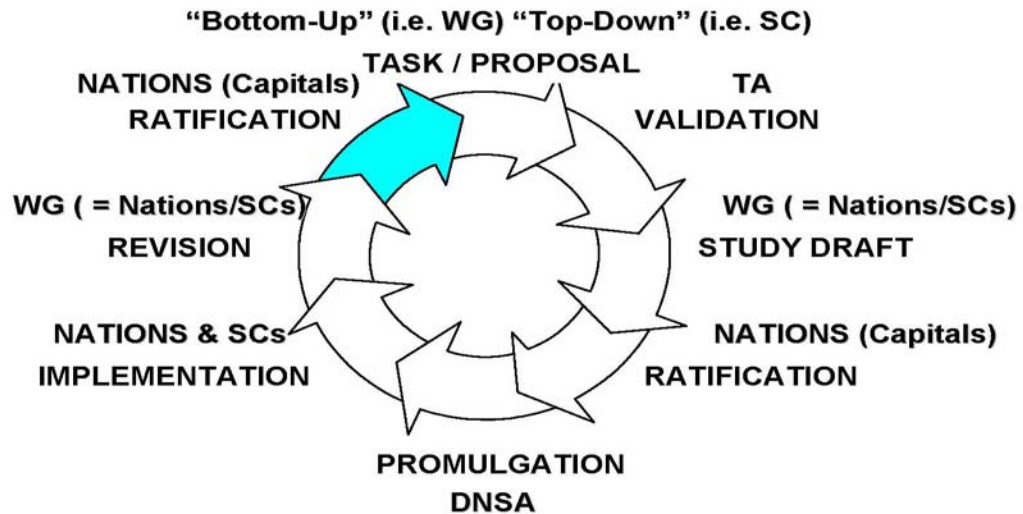 “Bottom-Up” (i.e. WG) “Top-Down” (i.e. SC)
TASK / PROPOSAL
NATIONS (Capitals)
RATIFICATION
TA
VALIDATION
WG ( = Nations/SCs)
REVISION
WG ( = Nations/SCs)
STUDY DRAFT
NATIONS & SCs
IMPLEMENTATION
NATIONS (Capitals)
RATIFICATION
PROMULGATION
DNSA